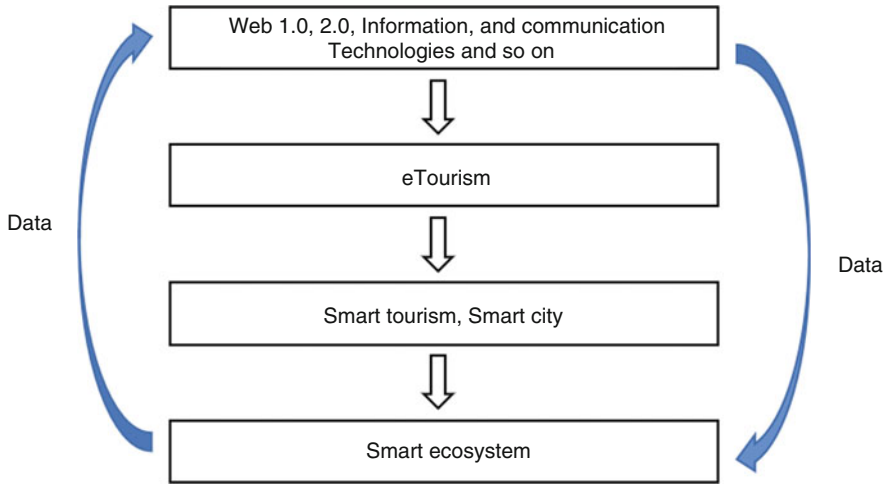 Web 1.0, 2.0, Information, and communication
Technologies and so on
eTourism
Data
Data
Smart tourism, Smart city
Smart ecosystem